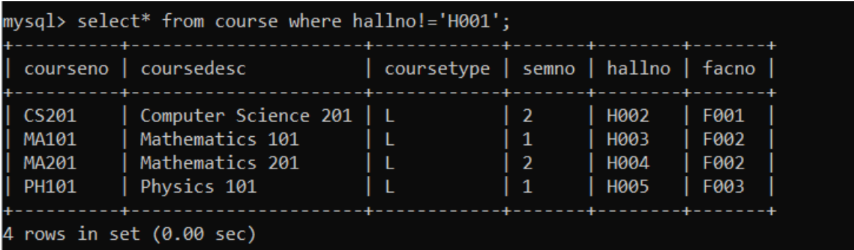 mysql> select* from course where hallno!='H001';
+----------+----------------------+------------+-------+--------+-------+
| courseno | coursedesc           | coursetype | semno | hallno | facno |
+----------+----------------------+------------+-------+--------+-------+
| CS201    | Computer Science 201 | L          | 2     | H002   | F001  |
| MA101    | Mathematics 101      | L          | 1     | H003   | F002  |
| MA201    | Mathematics 201      | L          | 2     | H004   | F002  |
| PH101    | Physics 101          | L          | 1     | H005   | F003  |
+----------+----------------------+------------+-------+--------+-------+
4 rows in set (0.00 sec)